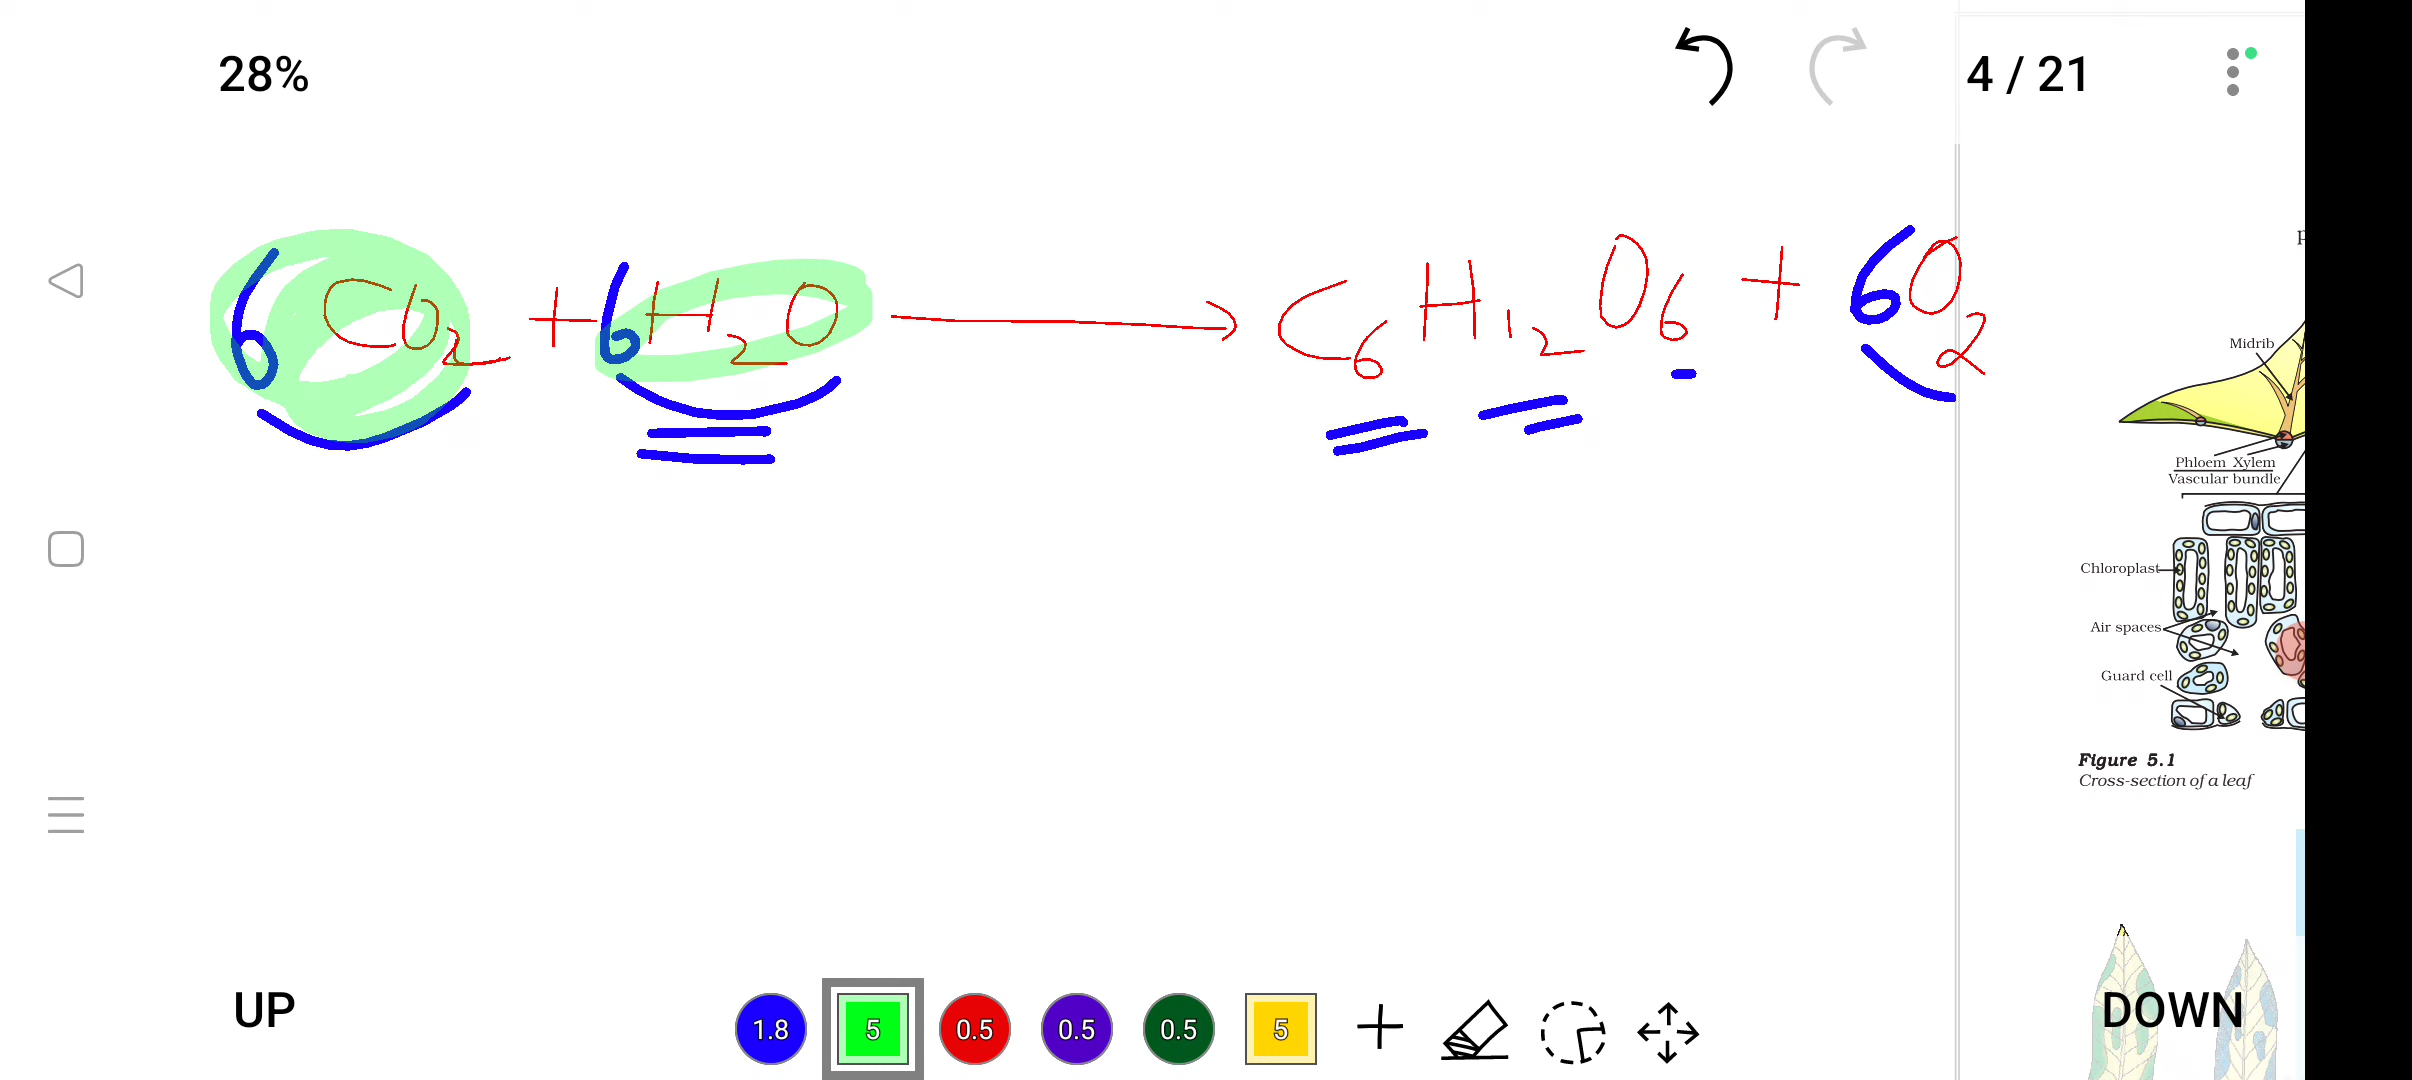 28%
4 / 21
6CO2 + 6H2O → C6H12O6 + 6O2
Midrib
Phloem Xylem
Vascular bundle
Chloroplast
Air spaces
Guard cell
Figure 5.1
Cross-section of a leaf
UP
1.8 5 0.5 0.5 0.5 5
DOWN